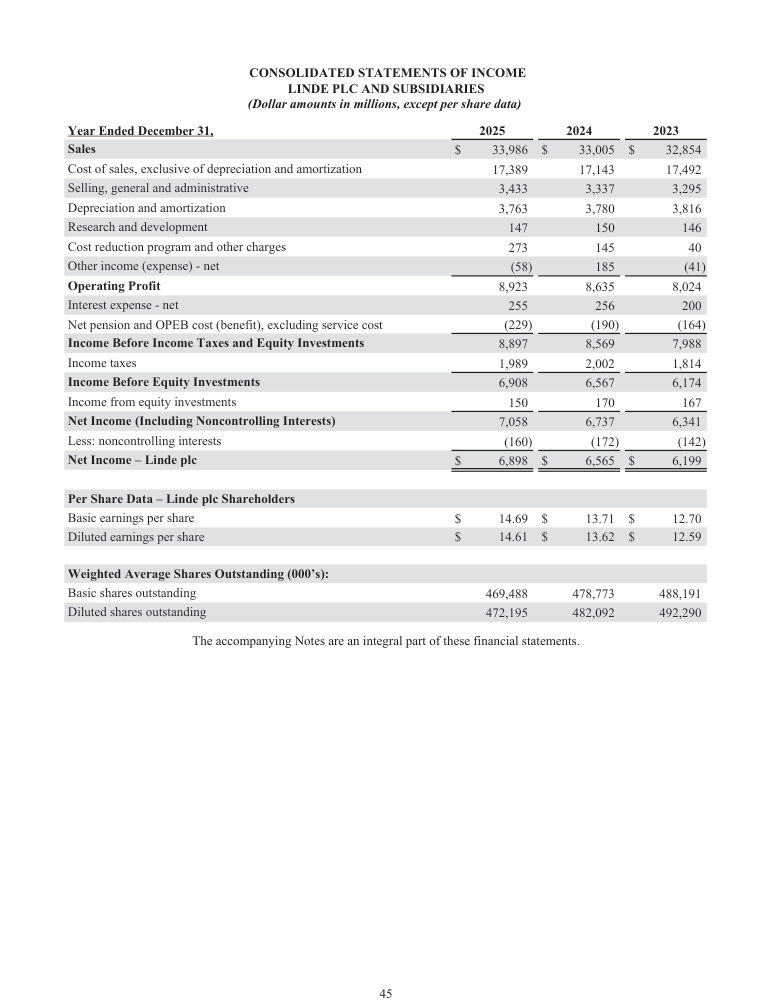 CONSOLIDATED STATEMENTS OF INCOME
LINDE PLC AND SUBSIDIARIES
(Dollar amounts in millions, except per share data)
Year Ended December 31, 2025 2024 2023
Sales $ 33,986 $ 33,005 $ 32,854
Cost of sales, exclusive of depreciation and amortization 17,389 17,143 17,492
Selling, general and administrative 3,433 3,337 3,295
Depreciation and amortization 3,763 3,780 3,816
Research and development 147 150 146
Cost reduction program and other charges 273 145 40
Other income (expense) - net (58) 185 (41)
Operating Profit 8,923 8,635 8,024
Interest expense - net 255 256 200
Net pension and OPEB cost (benefit), excluding service cost (229) (190) (164)
Income Before Income Taxes and Equity Investments 8,897 8,569 7,988
Income taxes 1,989 2,002 1,814
Income Before Equity Investments 6,908 6,567 6,174
Income from equity investments 150 170 167
Net Income (Including Noncontrolling Interests) 7,058 6,737 6,341
Less: noncontrolling interests (160) (172) (142)
Net Income – Linde plc $ 6,898 $ 6,565 $ 6,199
Per Share Data – Linde plc Shareholders
Basic earnings per share $ 14.69 $ 13.71 $ 12.70
Diluted earnings per share $ 14.61 $ 13.62 $ 12.59
Weighted Average Shares Outstanding (000's):
Basic shares outstanding 469,488 478,773 488,191
Diluted shares outstanding 472,195 482,092 492,290
The accompanying Notes are an integral part of these financial statements.
45